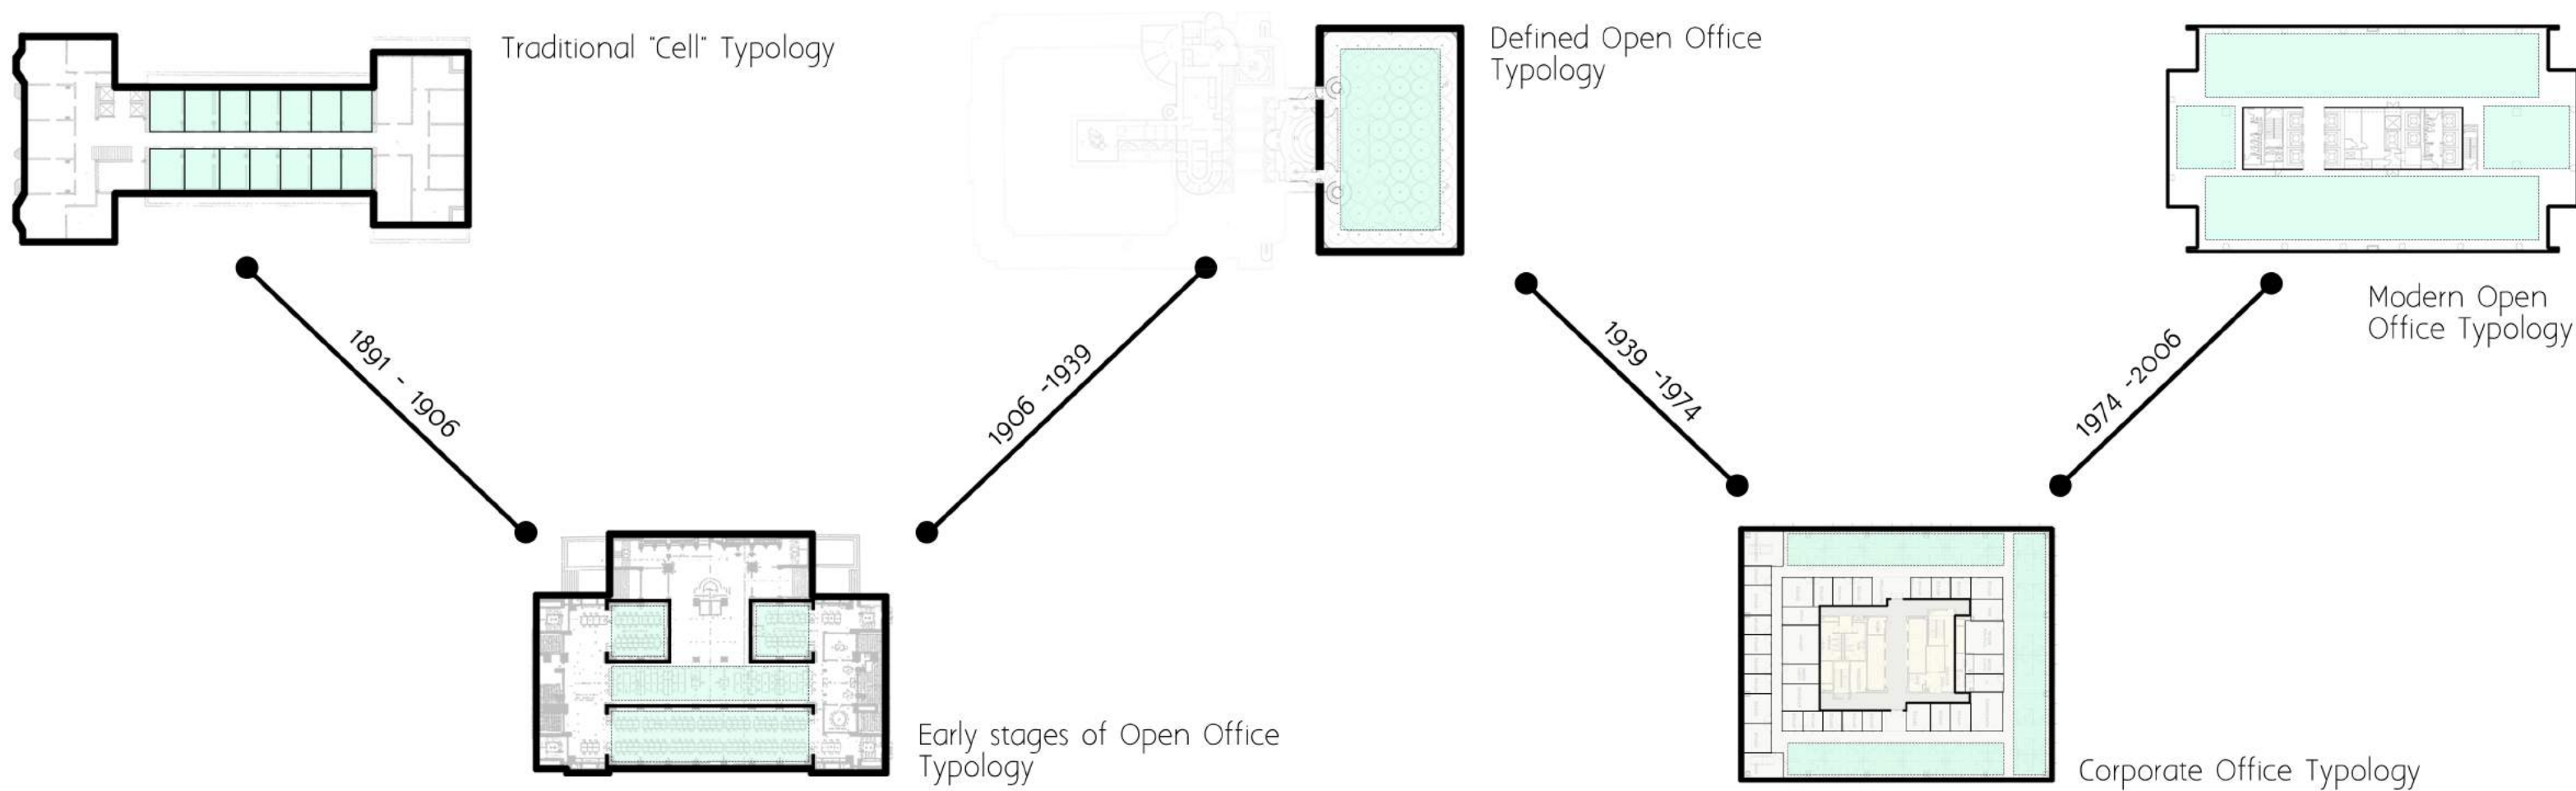 Traditional "Cell" Typology
Defined Open Office
Typology
Modern Open
Office Typology
1891 - 1906
1906 -1939
1939 -1974
1974 -2006
Early stages of Open Office
Typology
Corporate Office Typology